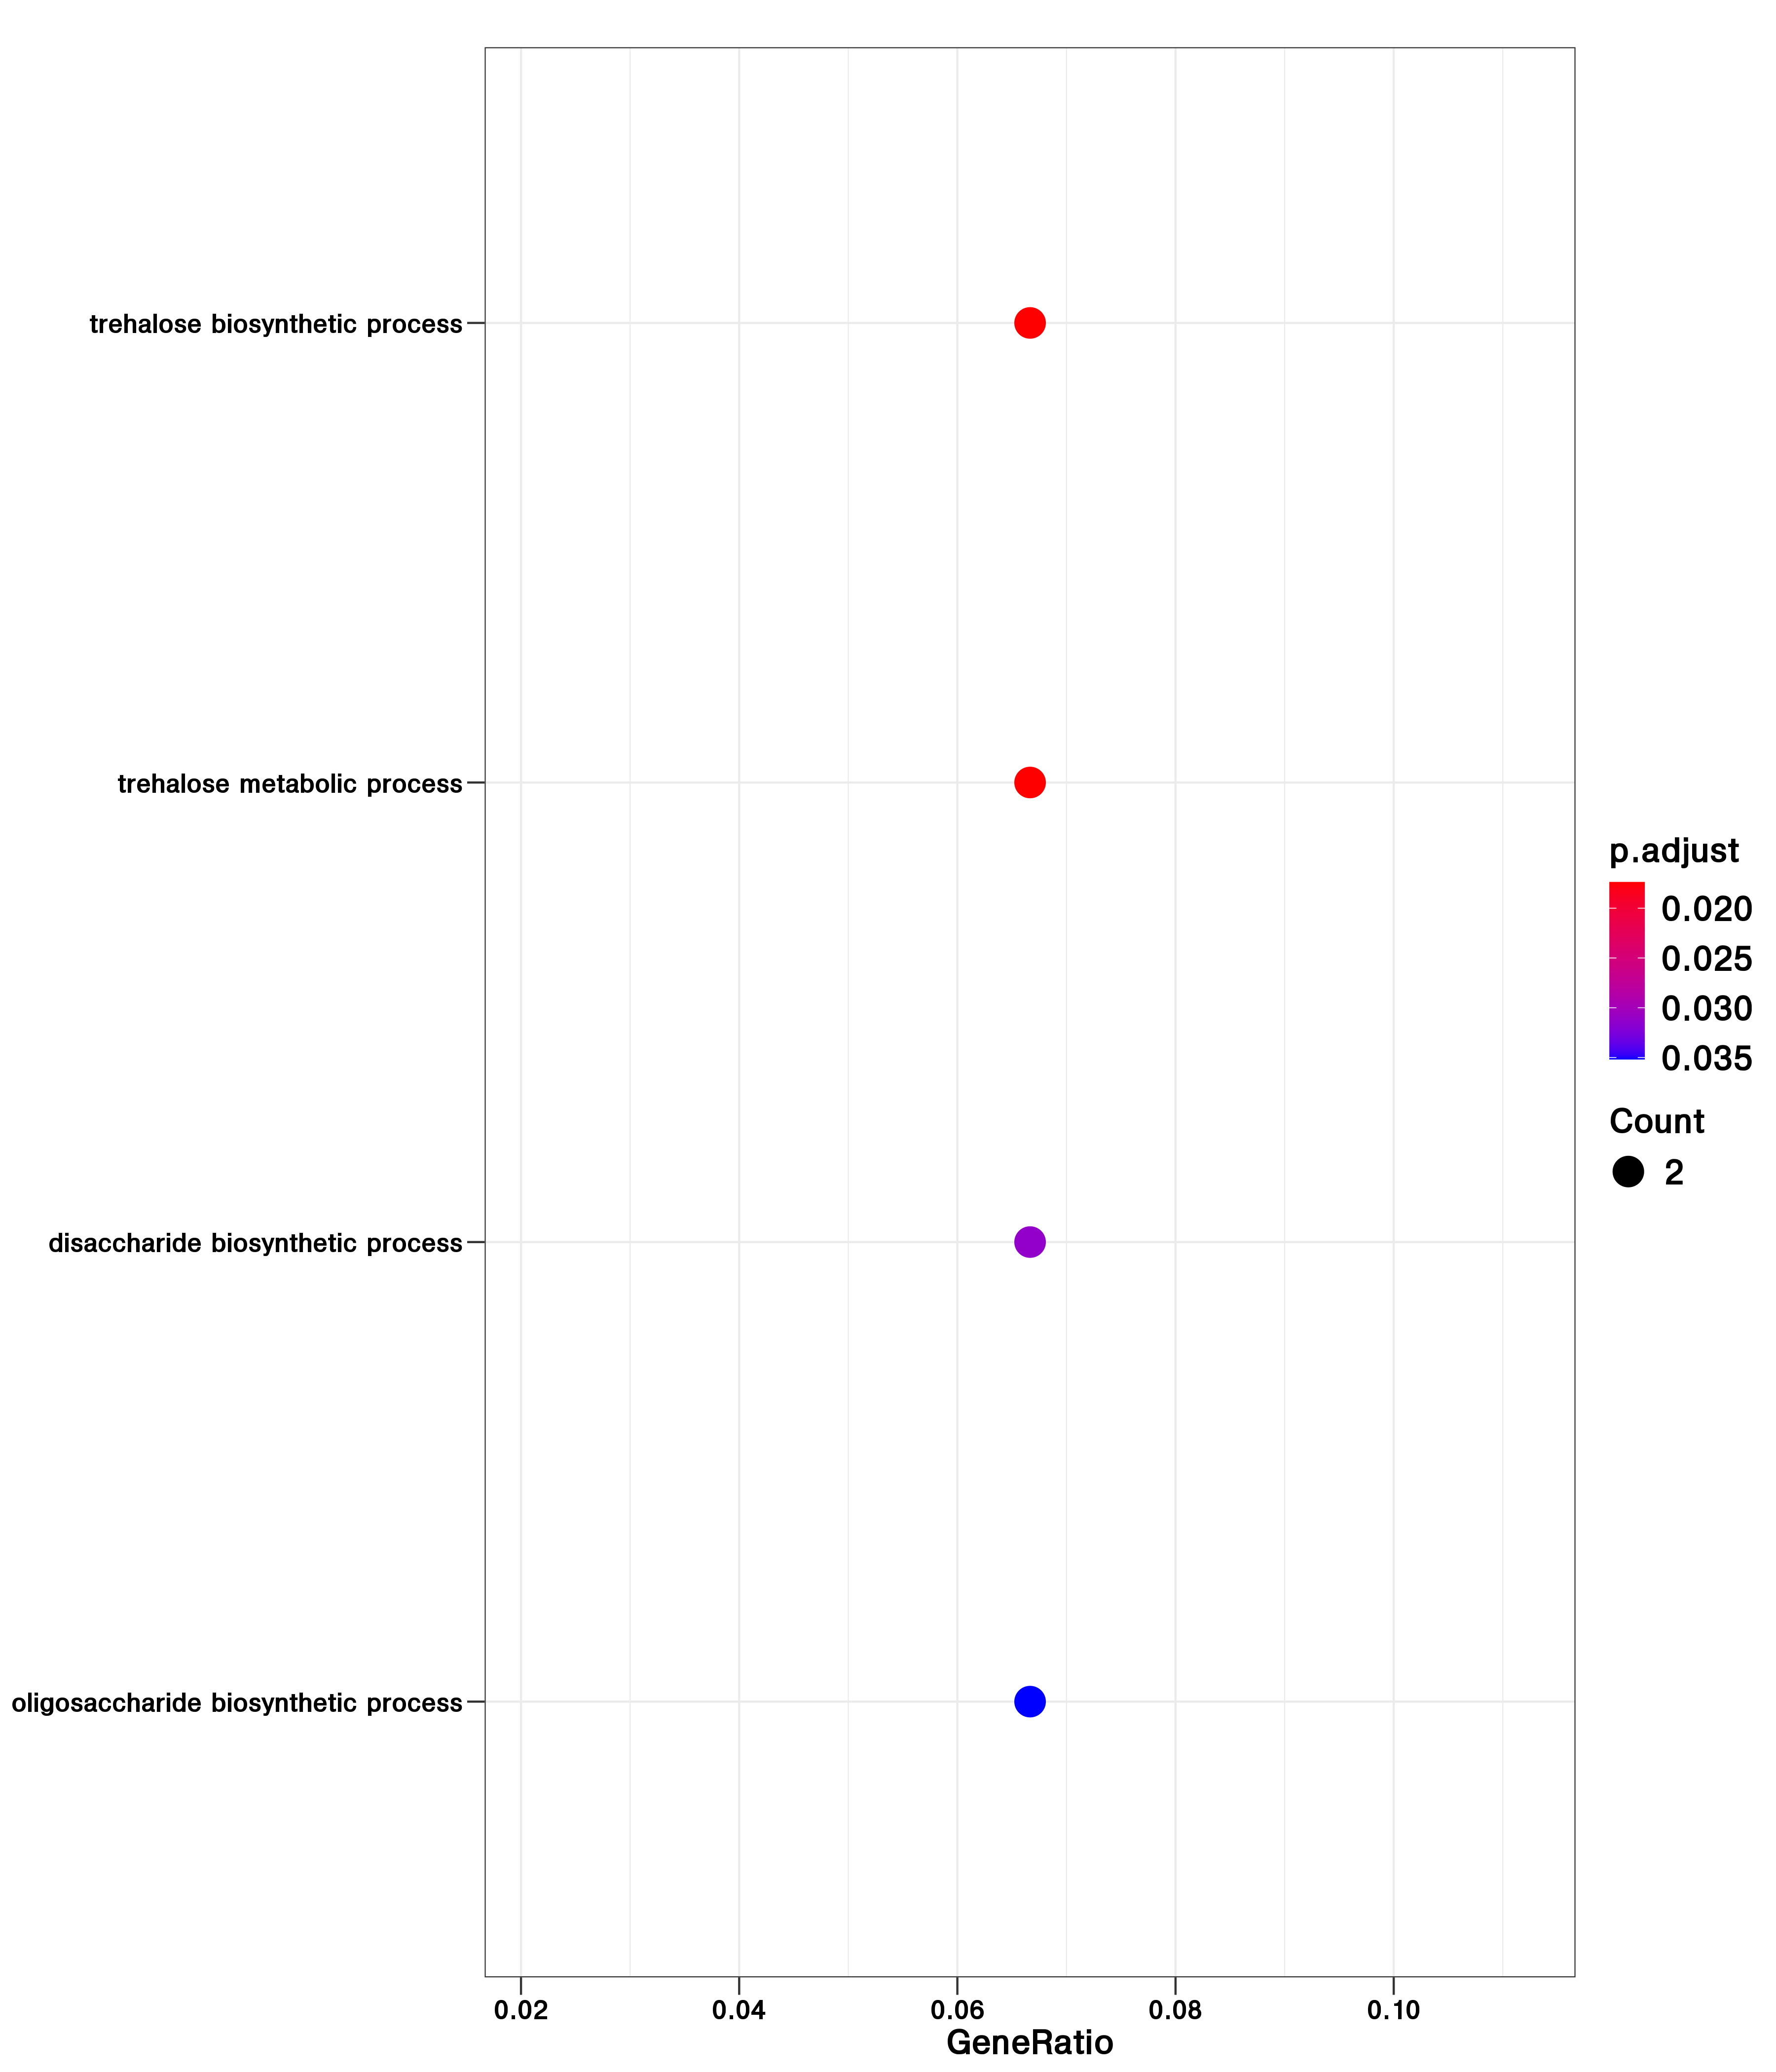 trehalose biosynthetic process
trehalose metabolic process
disaccharide biosynthetic process
oligosaccharide biosynthetic process
0.02 0.04 0.06 0.08 0.10
GeneRatio
p.adjust
0.020
0.025
0.030
0.035
Count
2